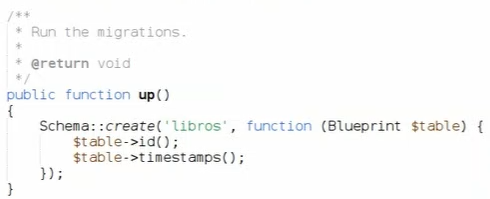 /**
 * Run the migrations.
 *
 * @return void
 */
public function up()
{
    Schema::create('libros', function (Blueprint $table) {
        $table->id();
        $table->timestamps();
    });
}